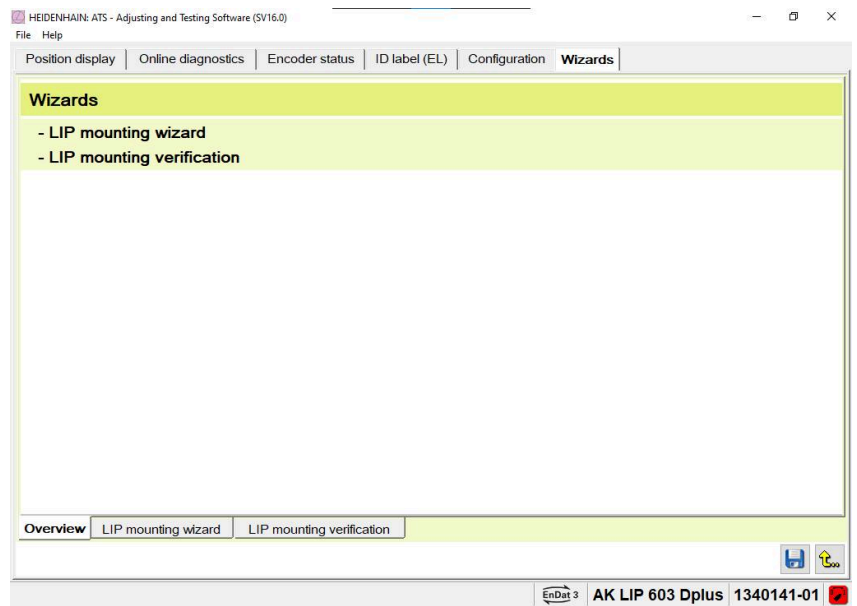 HEIDENHAIN: ATS - Adjusting and Testing Software (SV16.0)
File Help
Position display Online diagnostics Encoder status ID label (EL) Configuration Wizards
Wizards
- LIP mounting wizard
- LIP mounting verification
Overview LIP mounting wizard LIP mounting verification
EnDat 3 AK LIP 603 Dplus 1340141-01